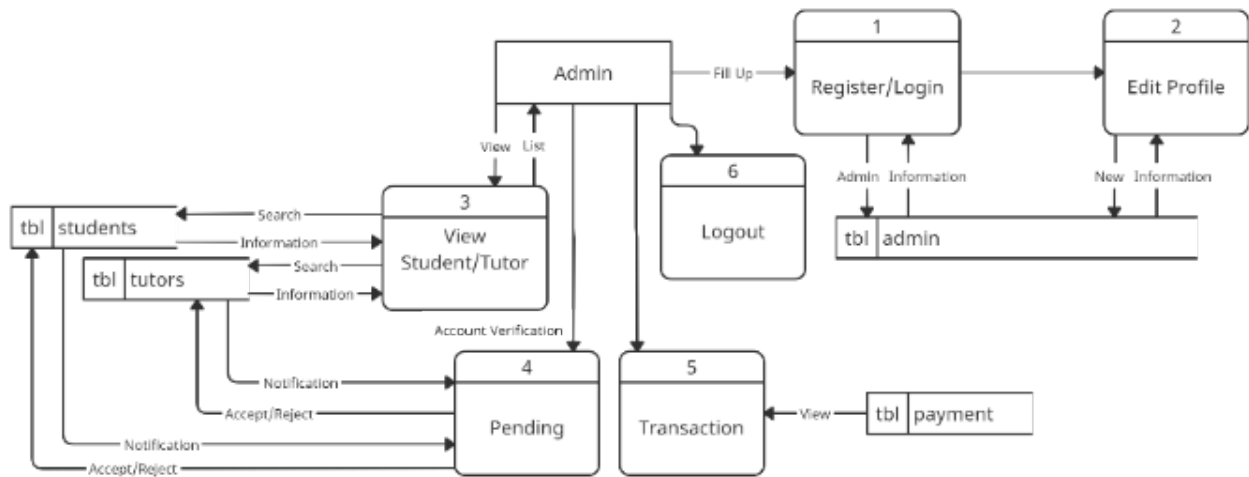 1
2
Admin
Fill Up
Register/Login
Edit Profile
View
List
6
Admin
Information
New
Information
3
Search
tbl
students
View
Student/Tutor
Logout
tbl
admin
Information
Search
tbl
tutors
Information
Account Verification
4
5
Notification
Accept/Reject
Pending
Transaction
View
tbl
payment
Notification
Accept/Reject